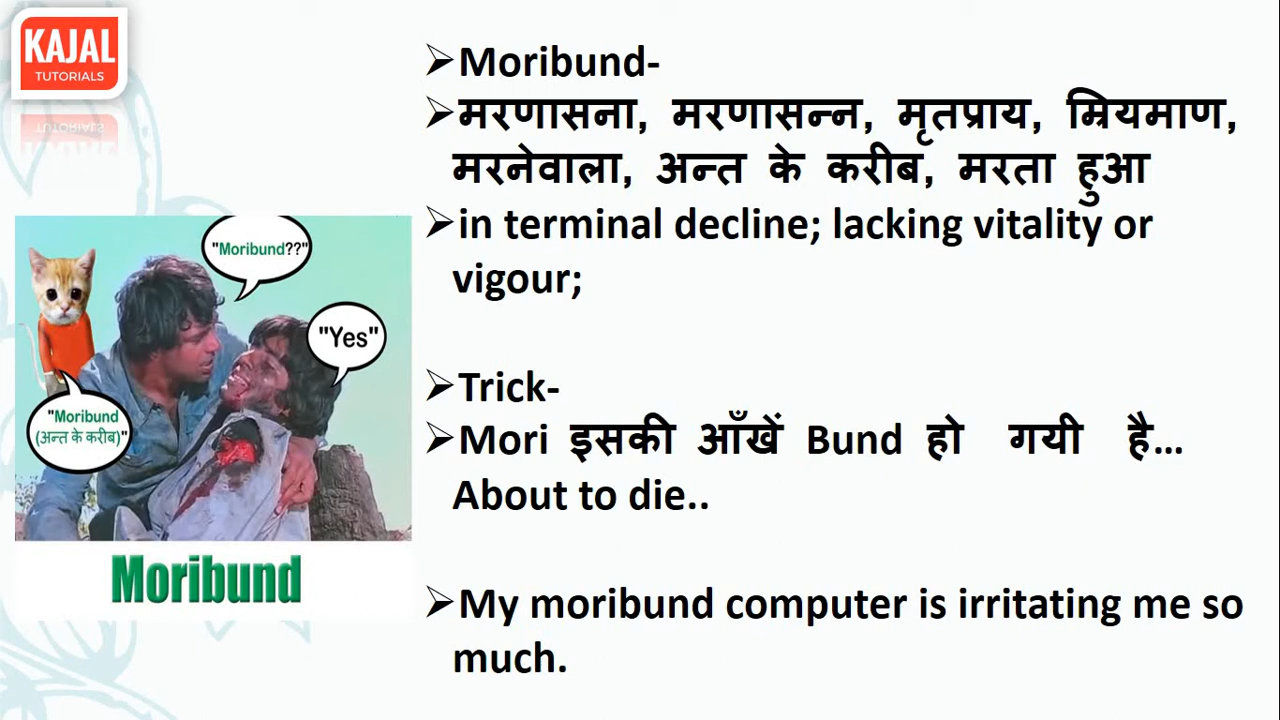 KAJAL
TUTORIALS
➢Moribund-
➢मरणासना, मरणासन्न, मृतप्राय, म्रियमाण,
मरनेवाला, अन्त के करीब, मरता हुआ
➢in terminal decline; lacking vitality or
vigour;
"Moribund??"
"Yes"
"Moribund
(अन्त के करीब)"
Moribund
➢Trick-
➢Mori इसकी आँखें Bund हो गयी है...
About to die..
➢My moribund computer is irritating me so
much.